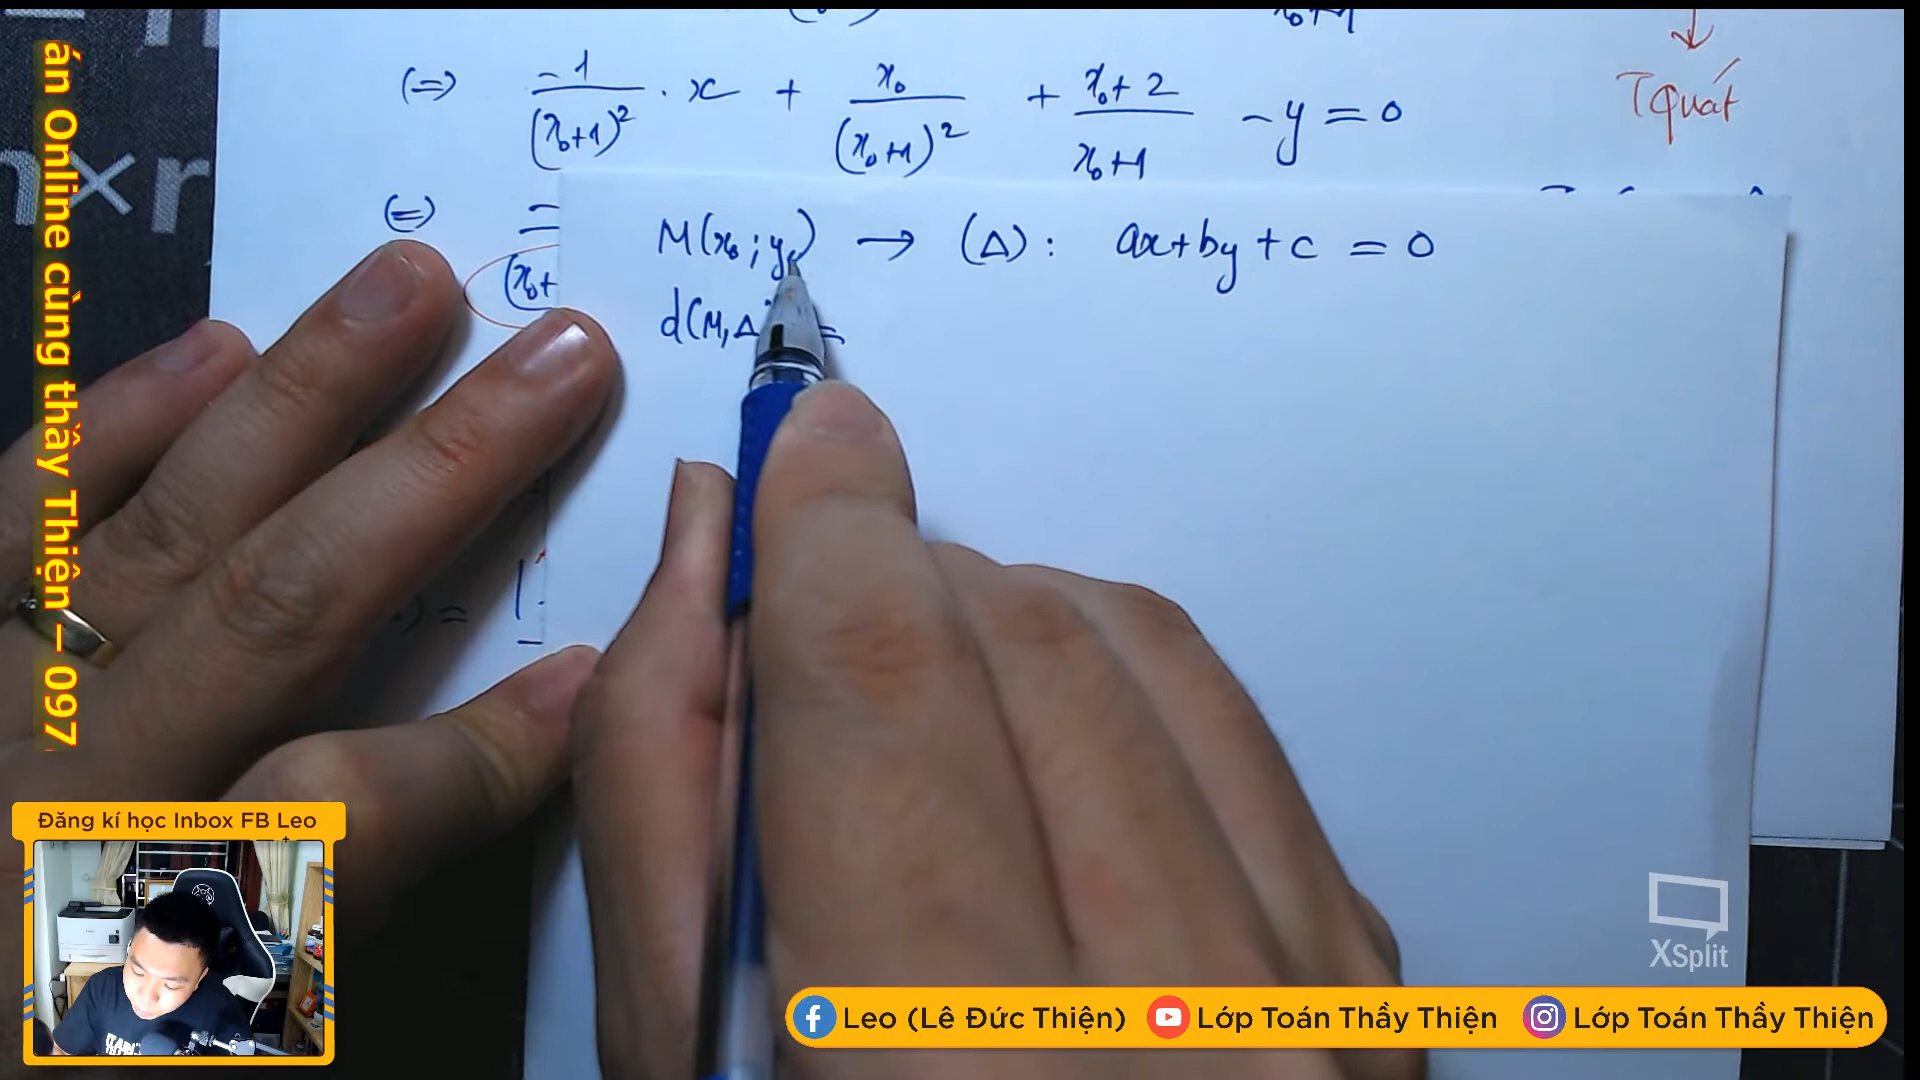 (=) -1/(x₀+1)² . x + x₀/(x₀+1)² + x₀+2/x₀+1 - y = 0
Tquát
(=)
(x₀+
M(x₀; y₀) → (Δ): ax+by+c = 0
d(M,Δ) =
án Online cùng thầy Thiện – 097
Đăng kí học Inbox FB Leo
XSplit
Leo (Lê Đức Thiện) Lớp Toán Thầy Thiện Lớp Toán Thầy Thiện